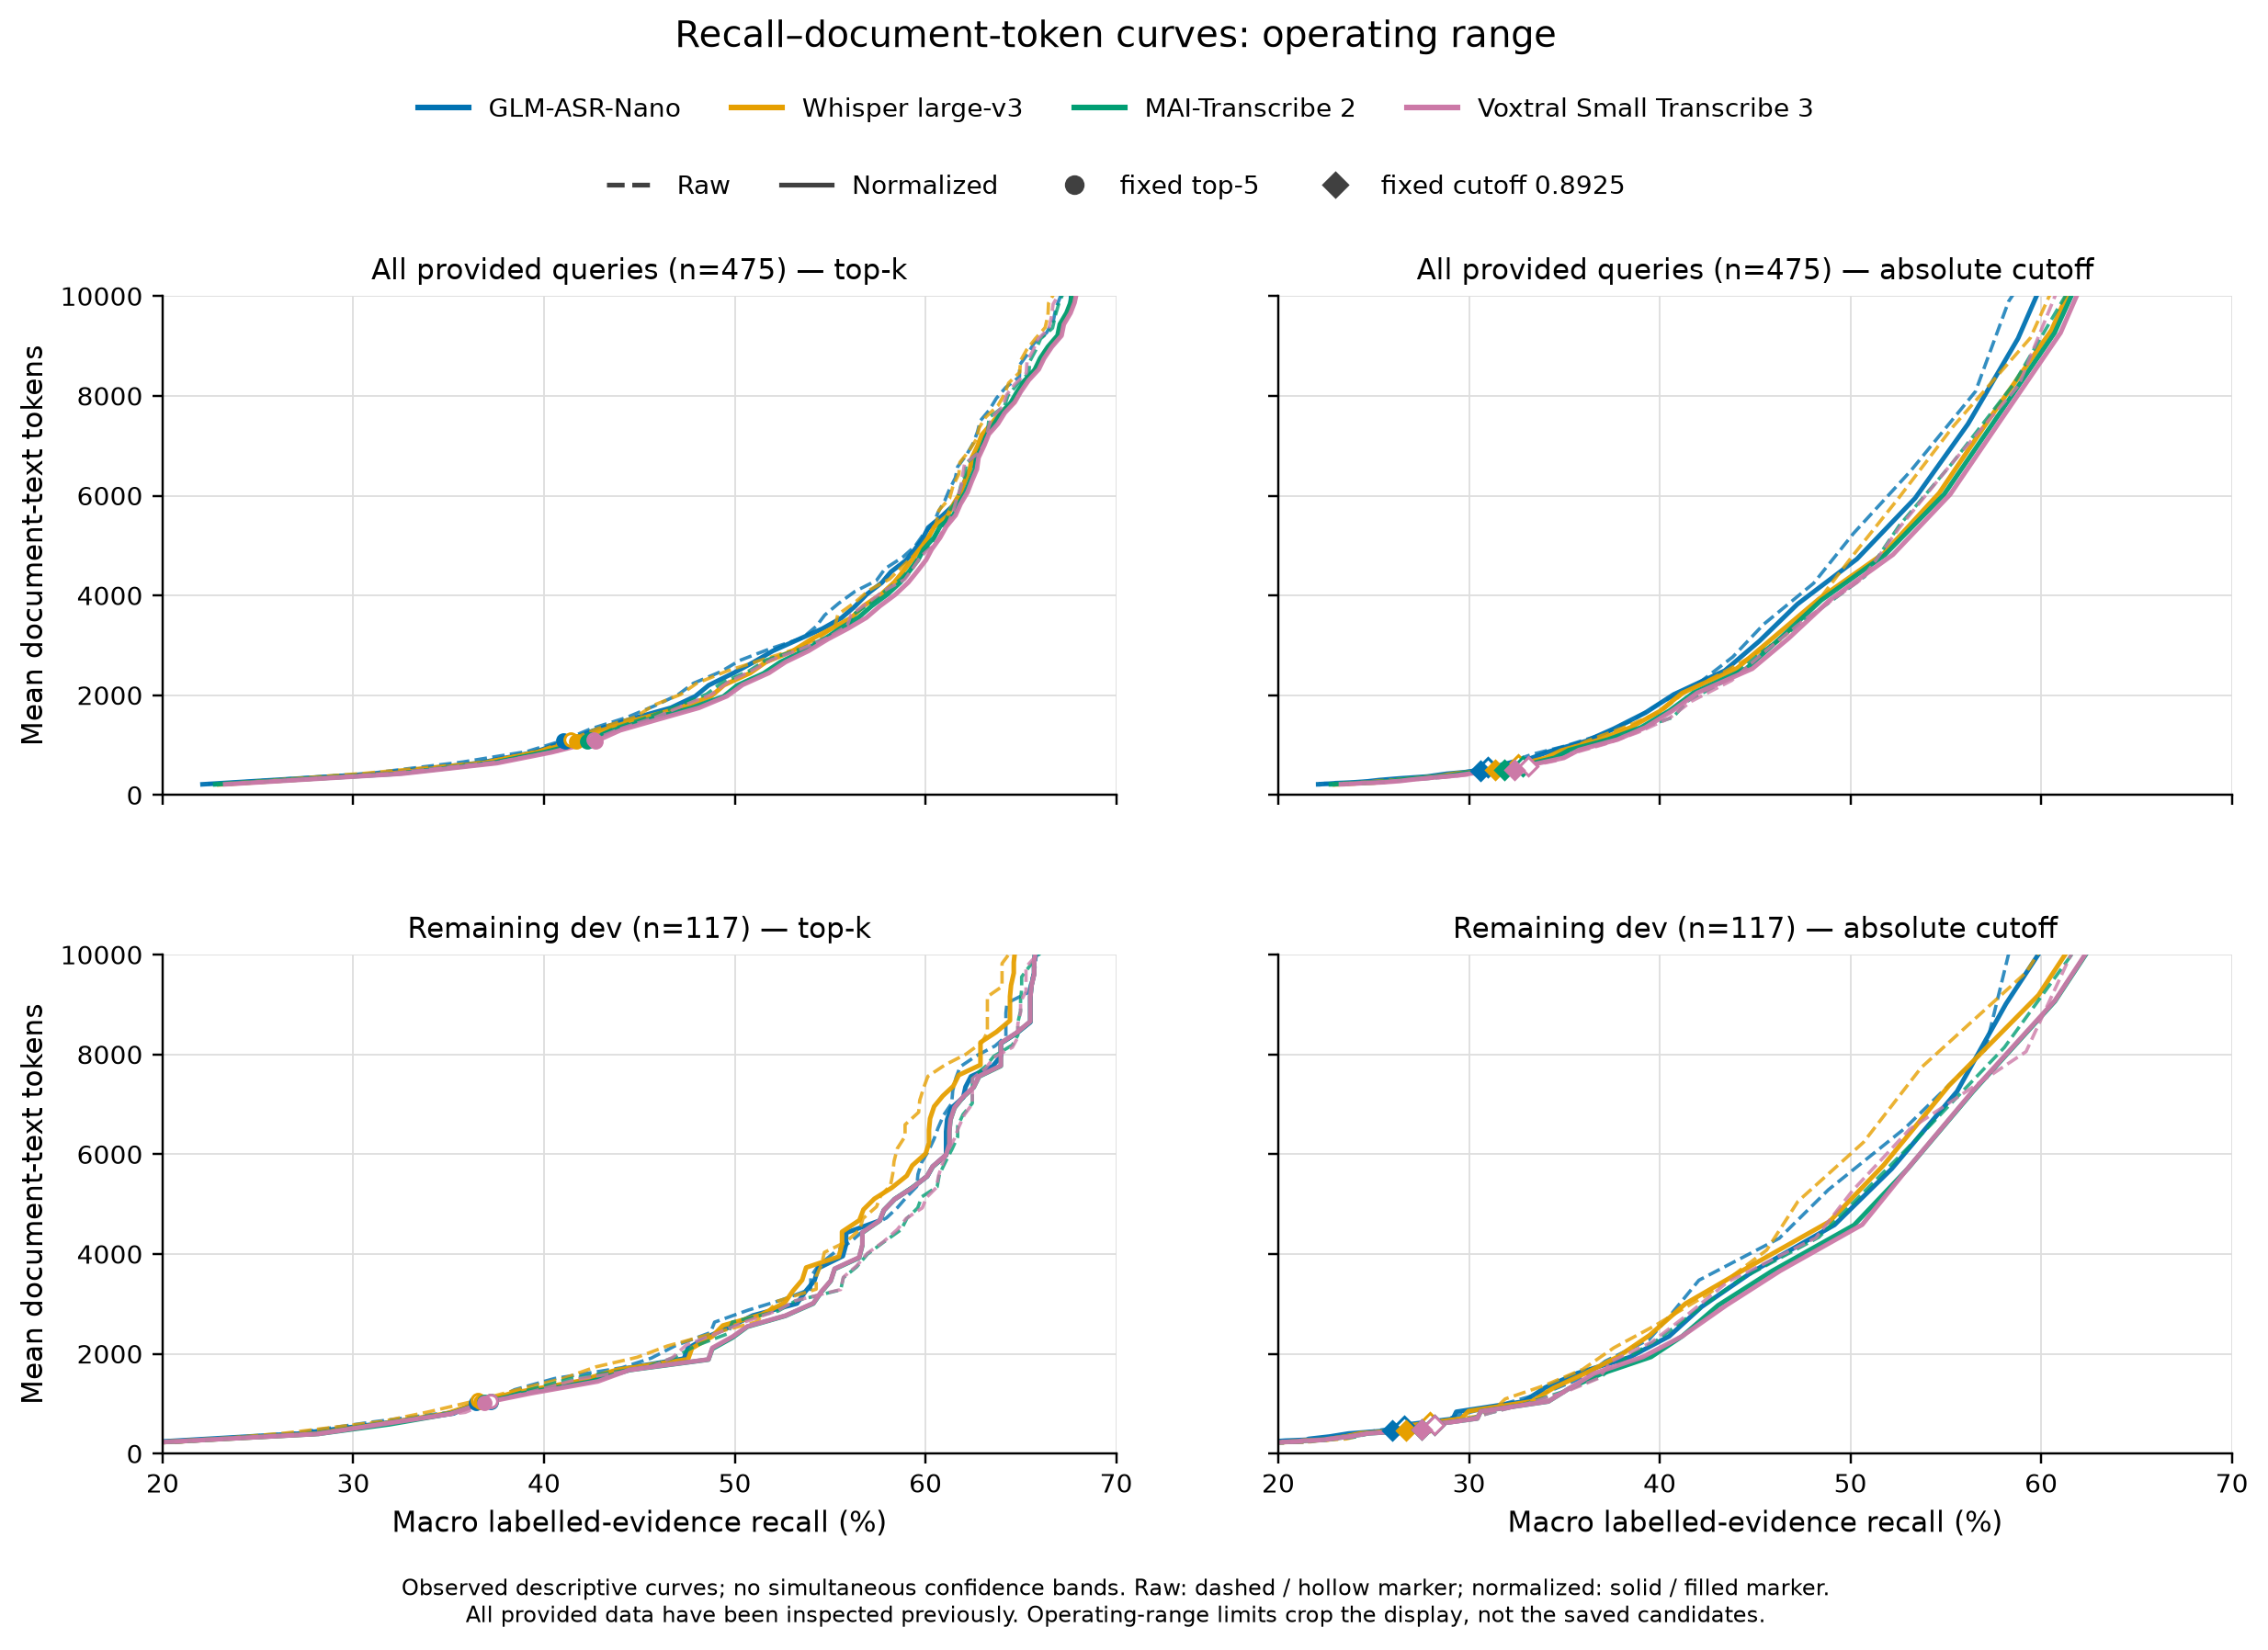 Recall–document-token curves: operating range
GLM-ASR-Nano Whisper large-v3 MAI-Transcribe 2 Voxtral Small Transcribe 3
Raw Normalized fixed top-5 fixed cutoff 0.8925
All provided queries (n=475) — top-k
10000
8000
6000
4000
2000
0
Mean document-text tokens
All provided queries (n=475) — absolute cutoff
Remaining dev (n=117) — top-k
10000
8000
6000
4000
2000
0
Mean document-text tokens
20 30 40 50 60 70
Macro labelled-evidence recall (%)
Remaining dev (n=117) — absolute cutoff
20 30 40 50 60 70
Macro labelled-evidence recall (%)
Observed descriptive curves; no simultaneous confidence bands. Raw: dashed / hollow marker; normalized: solid / filled marker.
All provided data have been inspected previously. Operating-range limits crop the display, not the saved candidates.